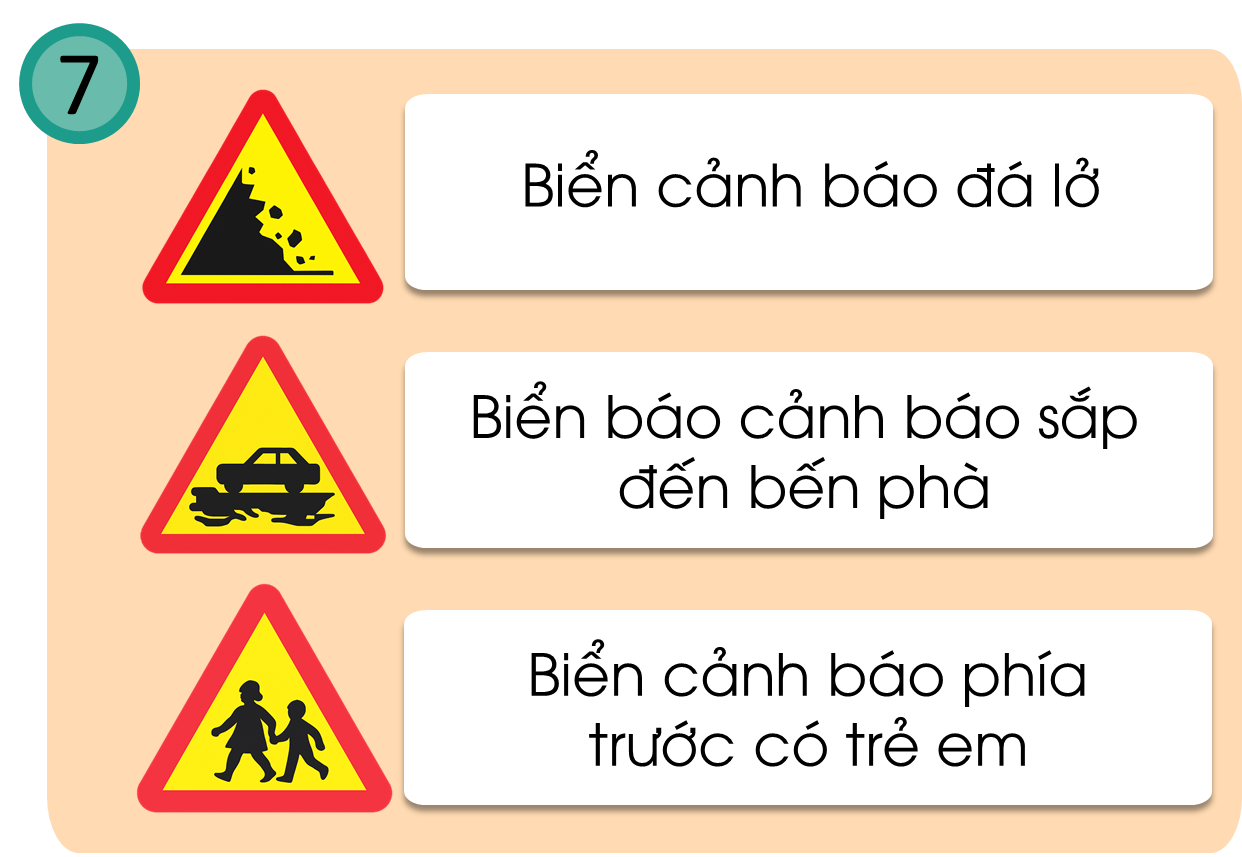 7
Biển cảnh báo đá lở
Biển báo cảnh báo sắp
đến bến phà
Biển cảnh báo phía
trước có trẻ em